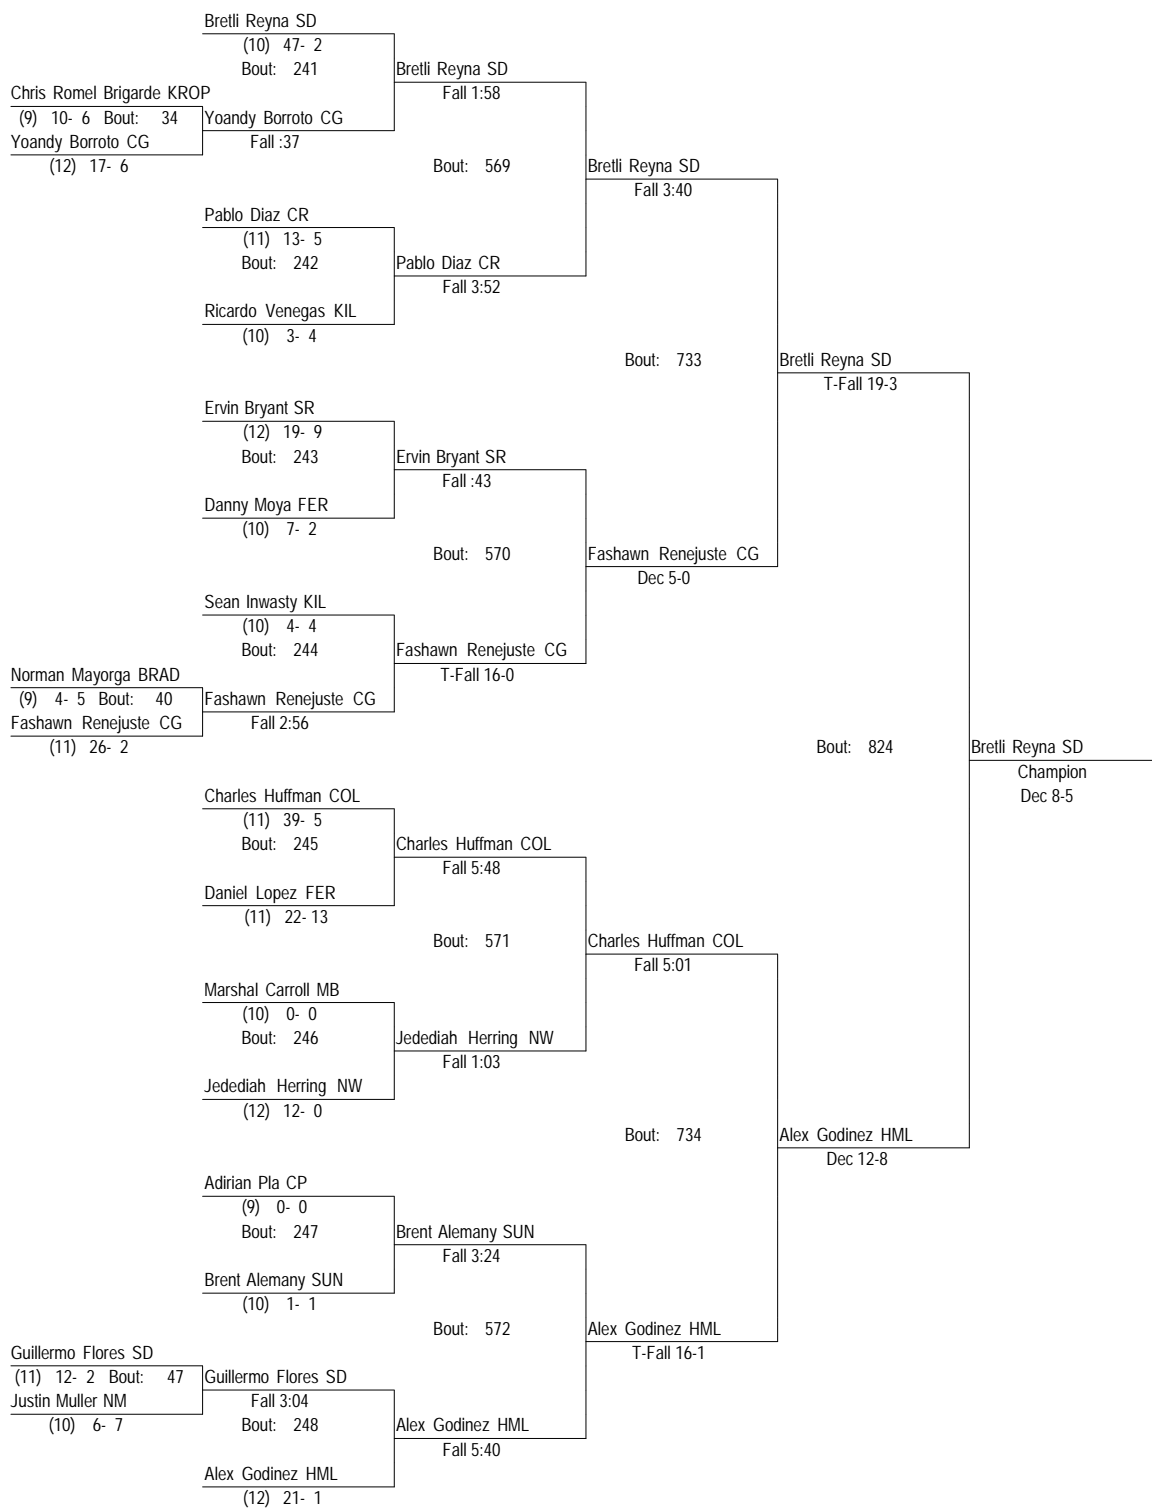 Bretli Reyna SD
(10) 47- 2
Bout: 241
Bretli Reyna SD
Fall 1:58
Chris Romel Brigarde KROP
(9) 10- 6 Bout: 34
Yoandy Borroto CG
Yoandy Borroto CG
Fall :37
(12) 17- 6
Bout: 569
Bretli Reyna SD
Fall 3:40
Pablo Diaz CR
(11) 13- 5
Bout: 242
Pablo Diaz CR
Fall 3:52
Ricardo Venegas KIL
(10) 3- 4
Bout: 733
Bretli Reyna SD
T-Fall 19-3
Ervin Bryant SR
(12) 19- 9
Bout: 243
Ervin Bryant SR
Fall :43
Danny Moya FER
(10) 7- 2
Bout: 570
Fashawn Renejuste CG
Dec 5-0
Sean Inwasty KIL
(10) 4- 4
Bout: 244
Fashawn Renejuste CG
T-Fall 16-0
Norman Mayorga BRAD
(9) 4- 5 Bout: 40
Fashawn Renejuste CG
Fashawn Renejuste CG
Fall 2:56
(11) 26- 2
Bout: 824
Bretli Reyna SD
Champion
Dec 8-5
Charles Huffman COL
(11) 39- 5
Bout: 245
Charles Huffman COL
Fall 5:48
Daniel Lopez FER
(11) 22- 13
Bout: 571
Charles Huffman COL
Fall 5:01
Marshal Carroll MB
(10) 0- 0
Bout: 246
Jedediah Herring NW
Fall 1:03
Jedediah Herring NW
(12) 12- 0
Bout: 734
Alex Godinez HML
Dec 12-8
Adirian Pla CP
(9) 0- 0
Bout: 247
Brent Alemany SUN
Fall 3:24
Brent Alemany SUN
(10) 1- 1
Bout: 572
Alex Godinez HML
T-Fall 16-1
Guillermo Flores SD
(11) 12- 2 Bout: 47
Guillermo Flores SD
Justin Muller NM
Fall 3:04
(10) 6- 7
Bout: 248
Alex Godinez HML
Fall 5:40
Alex Godinez HML
(12) 21- 1